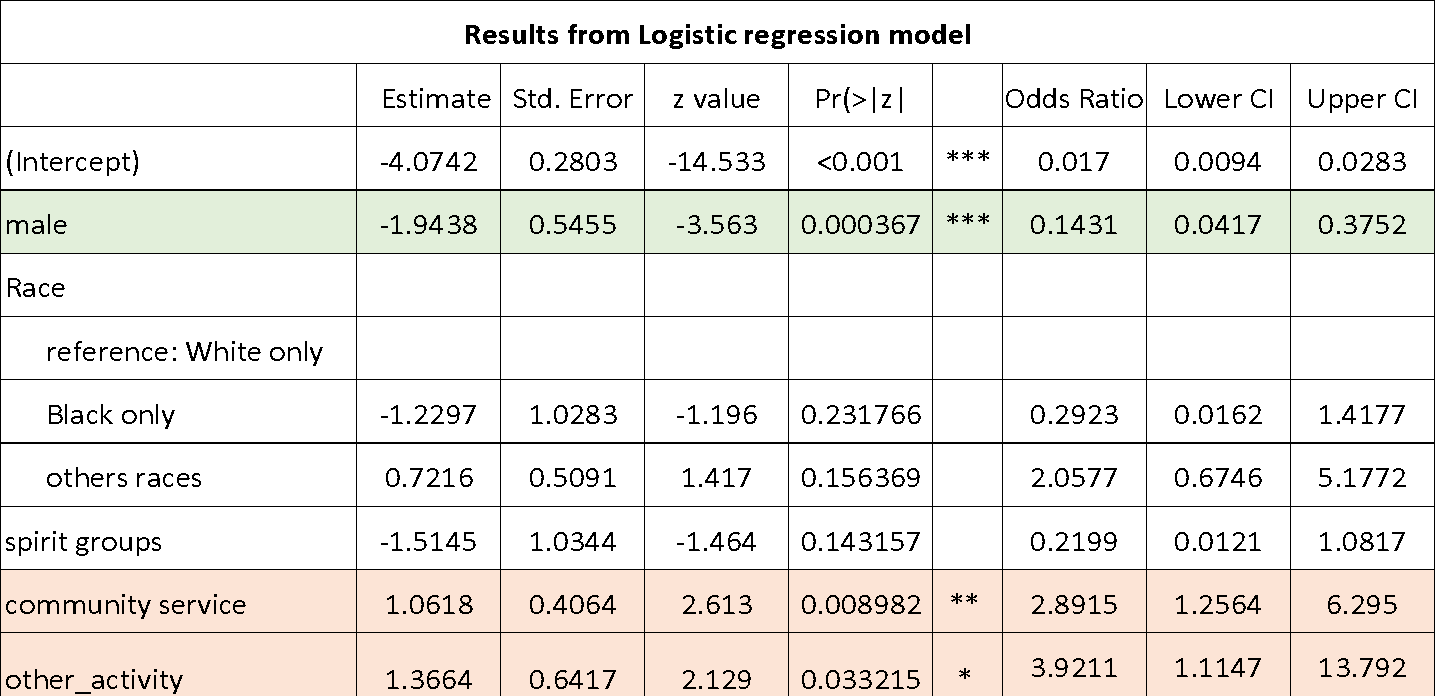 Results from Logistic regression model
Estimate Std. Error z value Pr(>|z| Odds Ratio Lower CI Upper CI
(Intercept) -4.0742 0.2803 -14.533 <0.001 *** 0.017 0.0094 0.0283
male -1.9438 0.5455 -3.563 0.000367 *** 0.1431 0.0417 0.3752
Race
reference: White only
Black only -1.2297 1.0283 -1.196 0.231766 0.2923 0.0162 1.4177
others races 0.7216 0.5091 1.417 0.156369 2.0577 0.6746 5.1772
spirit groups -1.5145 1.0344 -1.464 0.143157 0.2199 0.0121 1.0817
community service 1.0618 0.4064 2.613 0.008982 ** 2.8915 1.2564 6.295
other_activity 1.3664 0.6417 2.129 0.033215 * 3.9211 1.1147 13.792